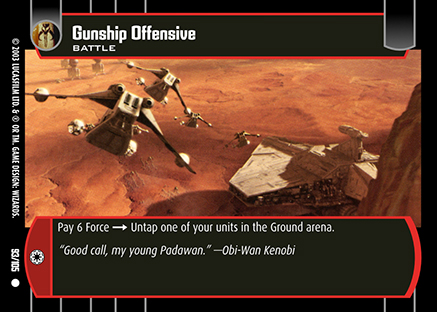 Gunship Offensive
BATTLE
Pay 6 Force → Untap one of your units in the Ground arena.
“Good call, my young Padawan.” —Obi-Wan Kenobi
© 2003 LUCASFILM LTD. & ® OR TM. GAME DESIGN: WIZARDS.
93/105